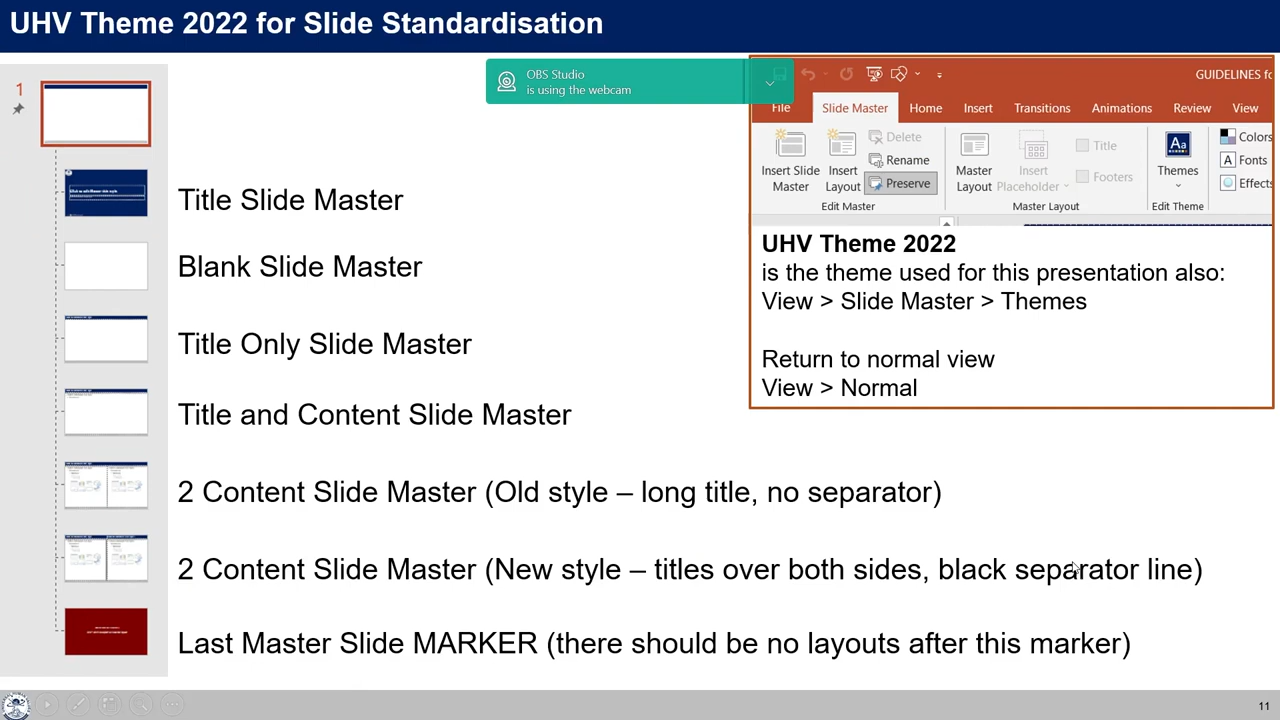 UHV Theme 2022 for Slide Standardisation
OBS Studio
is using the webcam
GUIDELINES fo
File
Slide Master
Home
Insert
Transitions
Animations
Review
View
Insert Slide
Master
Insert
Layout
Delete
Rename
Preserve
Edit Master
Master
Layout
Insert
Placeholder
Title
Footers
Master Layout
Aa
Themes
Edit Theme
Colors
A Fonts
Effects
UHV Theme 2022
is the theme used for this presentation also:
View > Slide Master > Themes
Return to normal view
View > Normal
1
Title Slide Master
Blank Slide Master
Title Only Slide Master
Title and Content Slide Master
2 Content Slide Master (Old style – long title, no separator)
2 Content Slide Master (New style – titles over both sides, black separator line)
Last Master Slide MARKER (there should be no layouts after this marker)
11